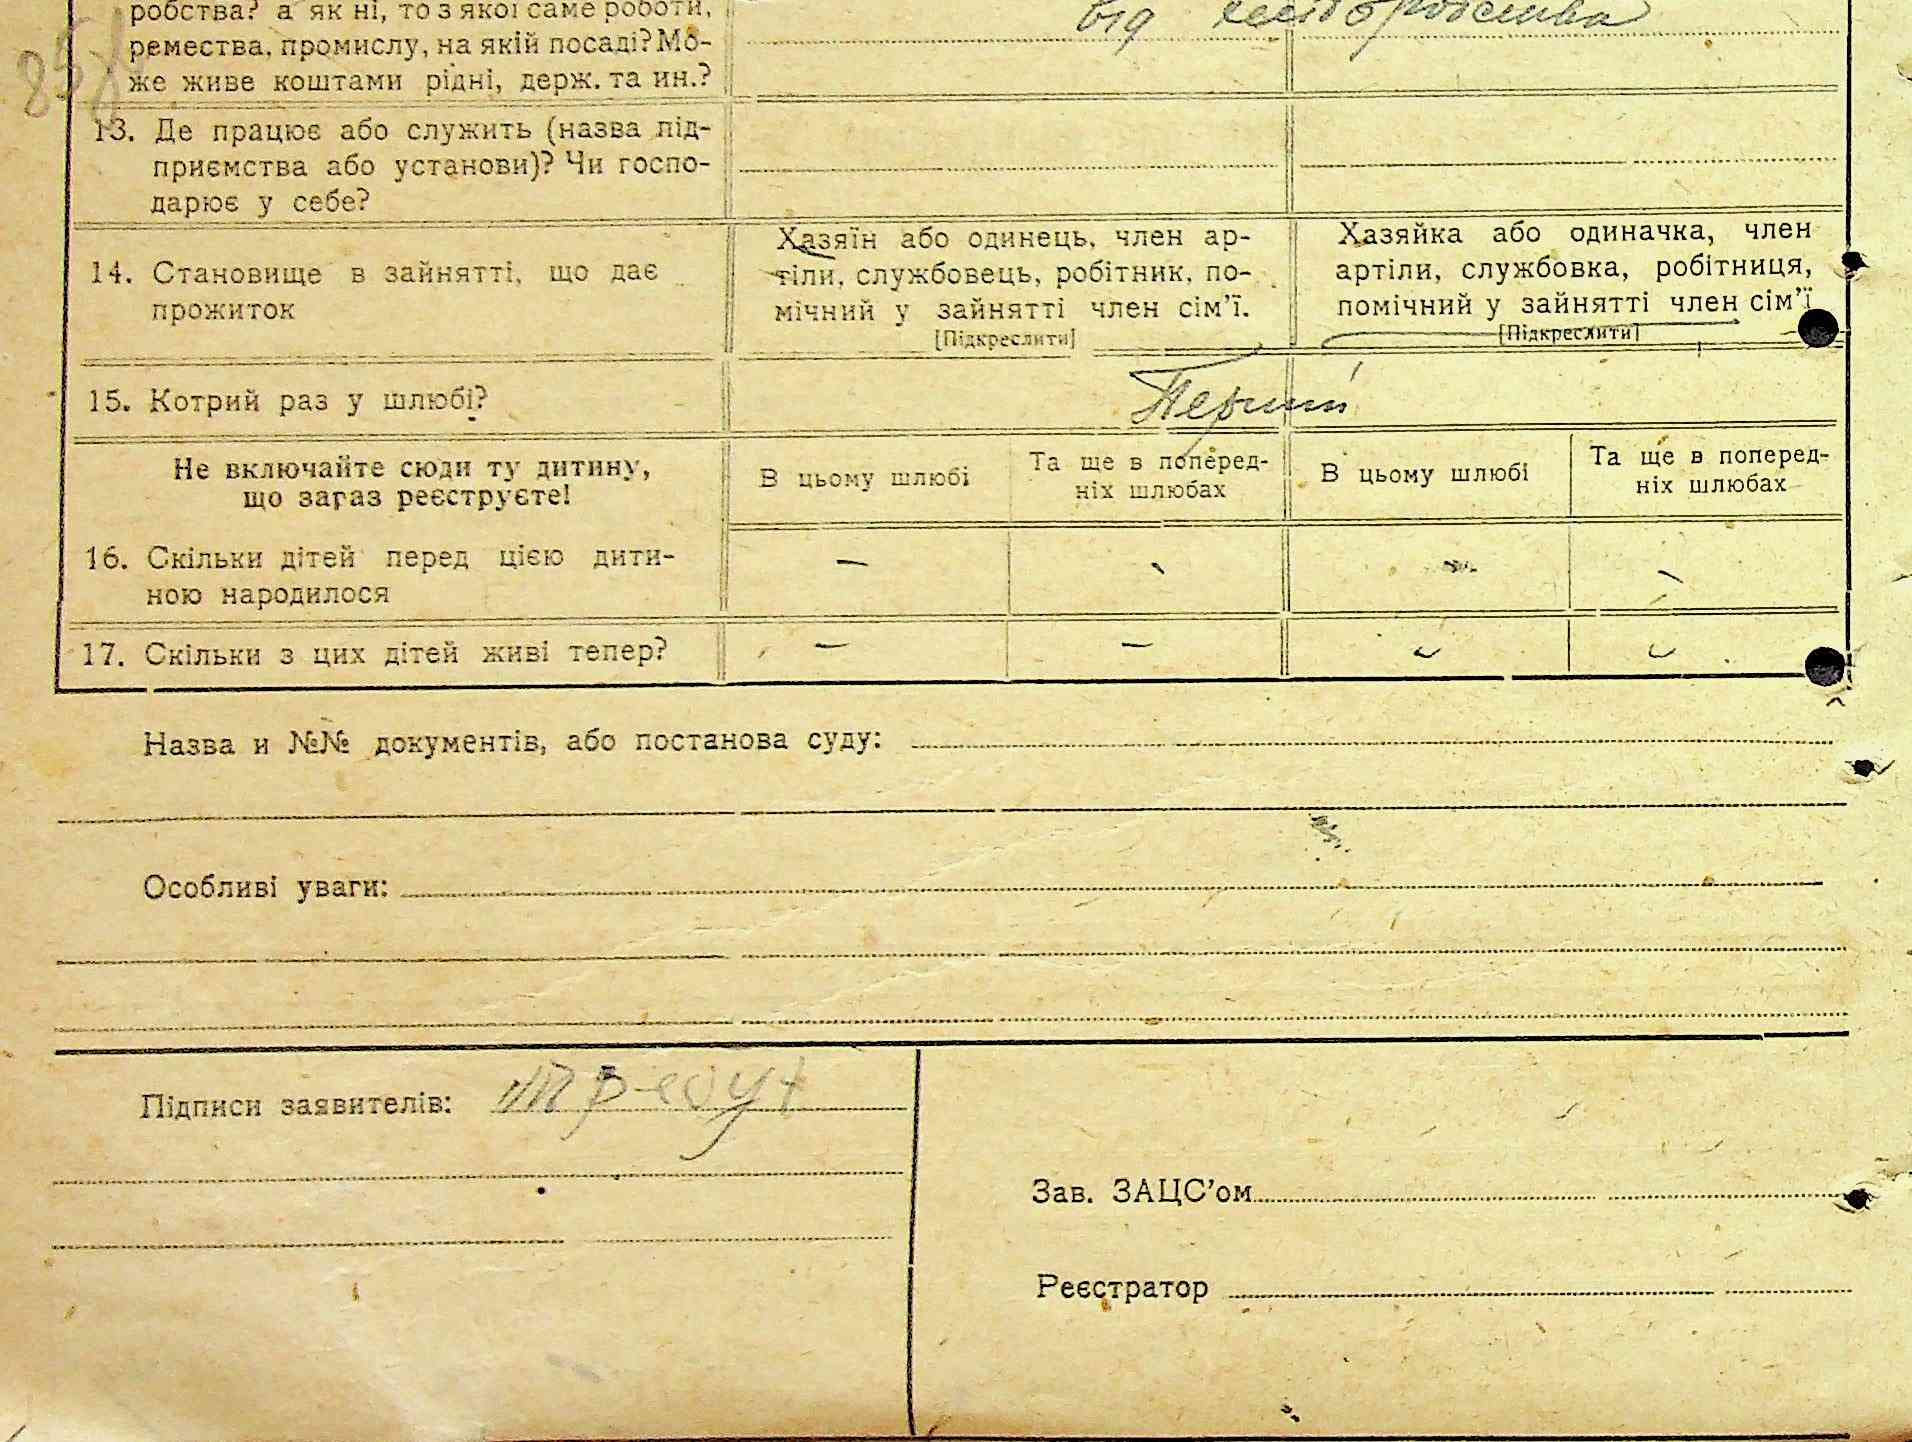 робства? а як ні, то з якої саме роботи,
ремества, промислу, на якій посаді? Мо-
же живе коштами рідні, держ. та ин.?
від
13. Де працює або служить (назва під-
приємства або установи)? Чи госпо-
дарює у себе?
14. Становище в зайнятті, що дає
прожиток
Хазяїн або одинець, член ар-
тіли, службовець, робітник, по-
мічний у зайнятті член сім’ї.
[Підкреслити]
Хазяйка або одиначка, член
артіли, службовка, робітниця,
помічний у зайнятті член сім’ї
[Підкреслити]
15. Котрий раз у шлюбі?
Перший
Не включайте сюди ту дитину,
що зараз реєструєте!
В цьому шлюбі
Та ще в поперед-
ніх шлюбах
В цьому шлюбі
Та ще в поперед-
ніх шлюбах
16. Скільки дітей перед цією дити-
ною народилося
— — — —
17. Скільки з цих дітей живі тепер?
— — — —
Назва и №№ документів, або постанова суду:
Особливі уваги:
Підписи заявителів:
Зав. ЗАЦС’ом
Реєстратор